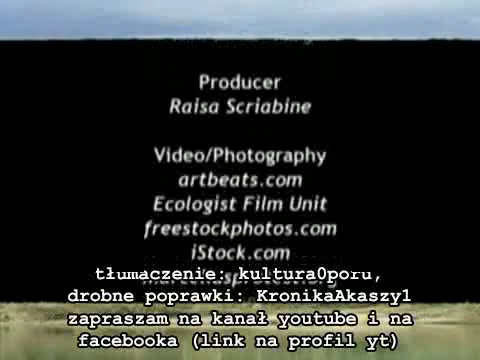 Producer
Raisa Scriabine
Video/Photography
artbeats.com
Ecologist Film Unit
freestockphotos.com
iStock.com
tłumaczenie: kultura0poru,
drobne poprawki: KronikaAkaszy1
zapraszam na kanał youtube i na
facebooka (link na profil yt)